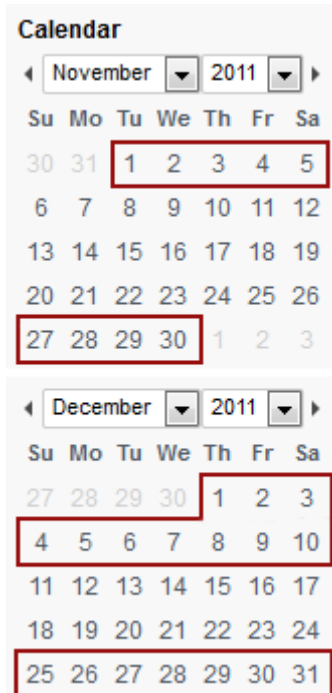 Calendar
November 2011
Su Mo Tu We Th Fr Sa
30 31 1 2 3 4 5
6 7 8 9 10 11 12
13 14 15 16 17 18 19
20 21 22 23 24 25 26
27 28 29 30 1 2 3
December 2011
Su Mo Tu We Th Fr Sa
27 28 29 30 1 2 3
4 5 6 7 8 9 10
11 12 13 14 15 16 17
18 19 20 21 22 23 24
25 26 27 28 29 30 31